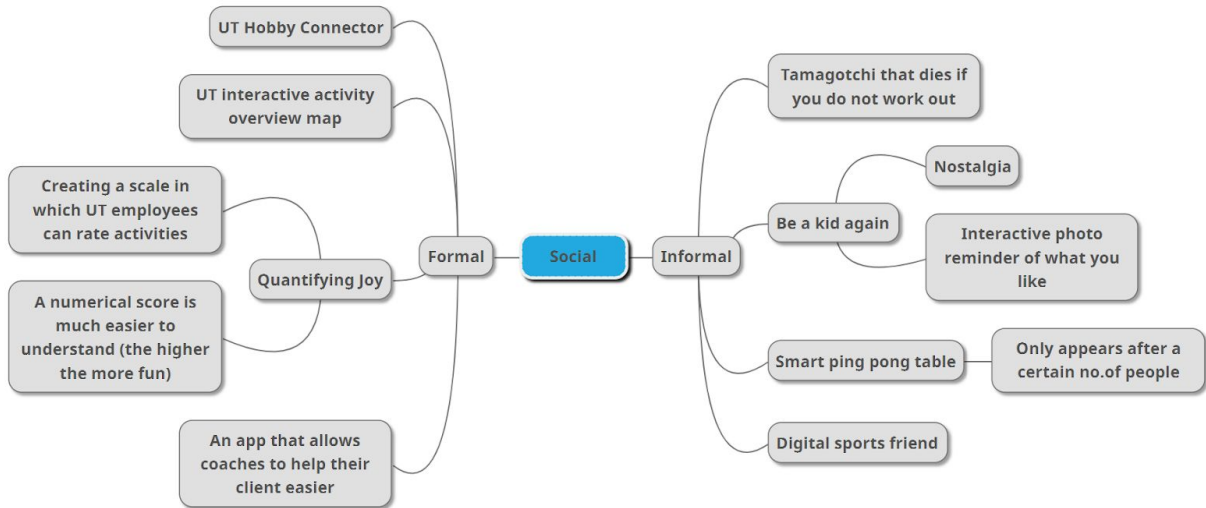 UT Hobby Connector
UT interactive activity
overview map
Creating a scale in
which UT employees
can rate activities
Quantifying Joy
A numerical score is
much easier to
understand (the higher
the more fun)
An app that allows
coaches to help their
client easier
Formal
Social
Informal
Tamagotchi that dies if
you do not work out
Be a kid again
Nostalgia
Interactive photo
reminder of what you
like
Smart ping pong table
Only appears after a
certain no.of people
Digital sports friend